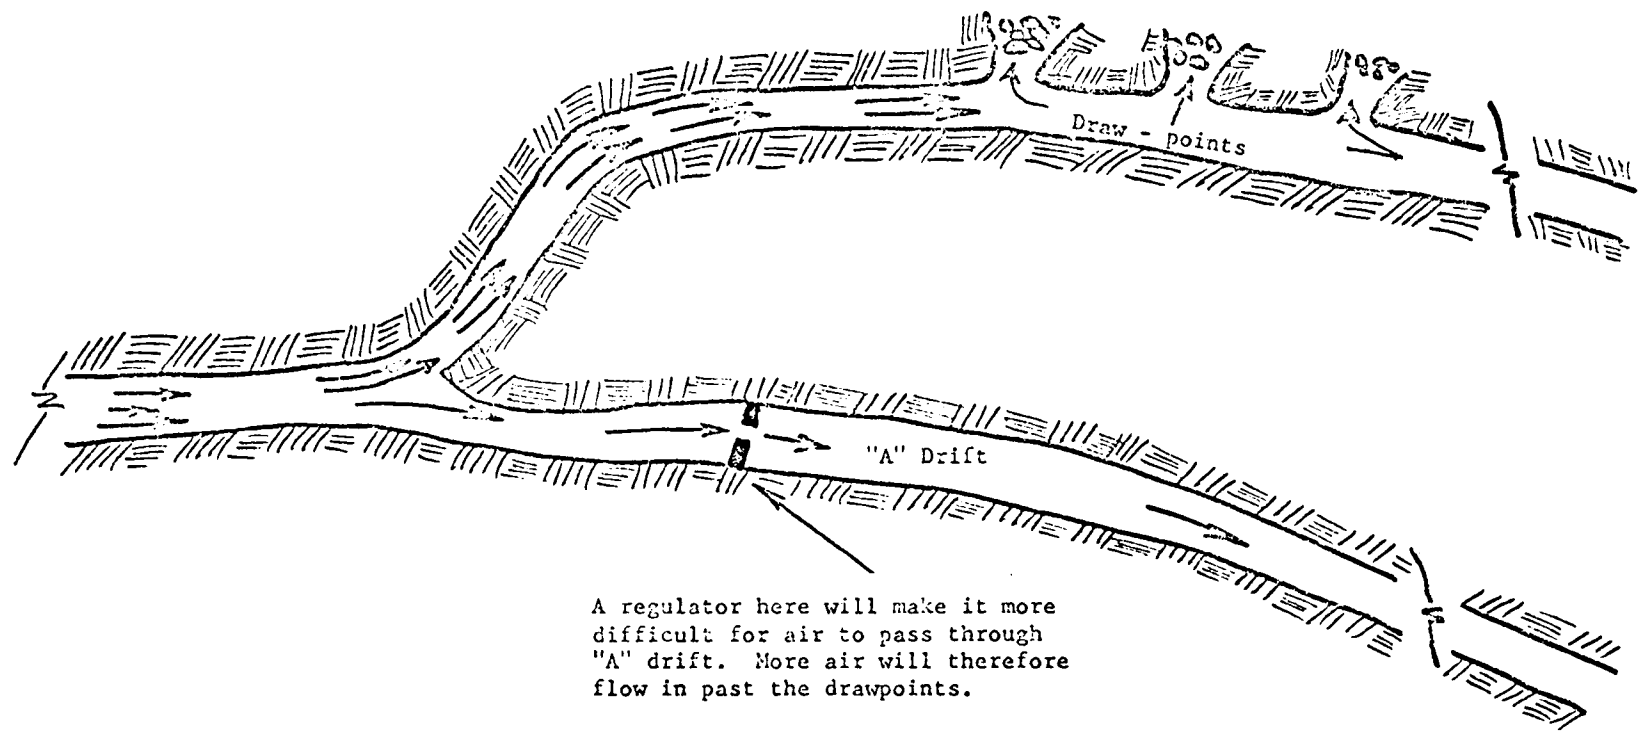 Draw - points
"A" Drift
A regulator here will make it more
difficult for air to pass through
"A" drift. More air will therefore
flow in past the drawpoints.